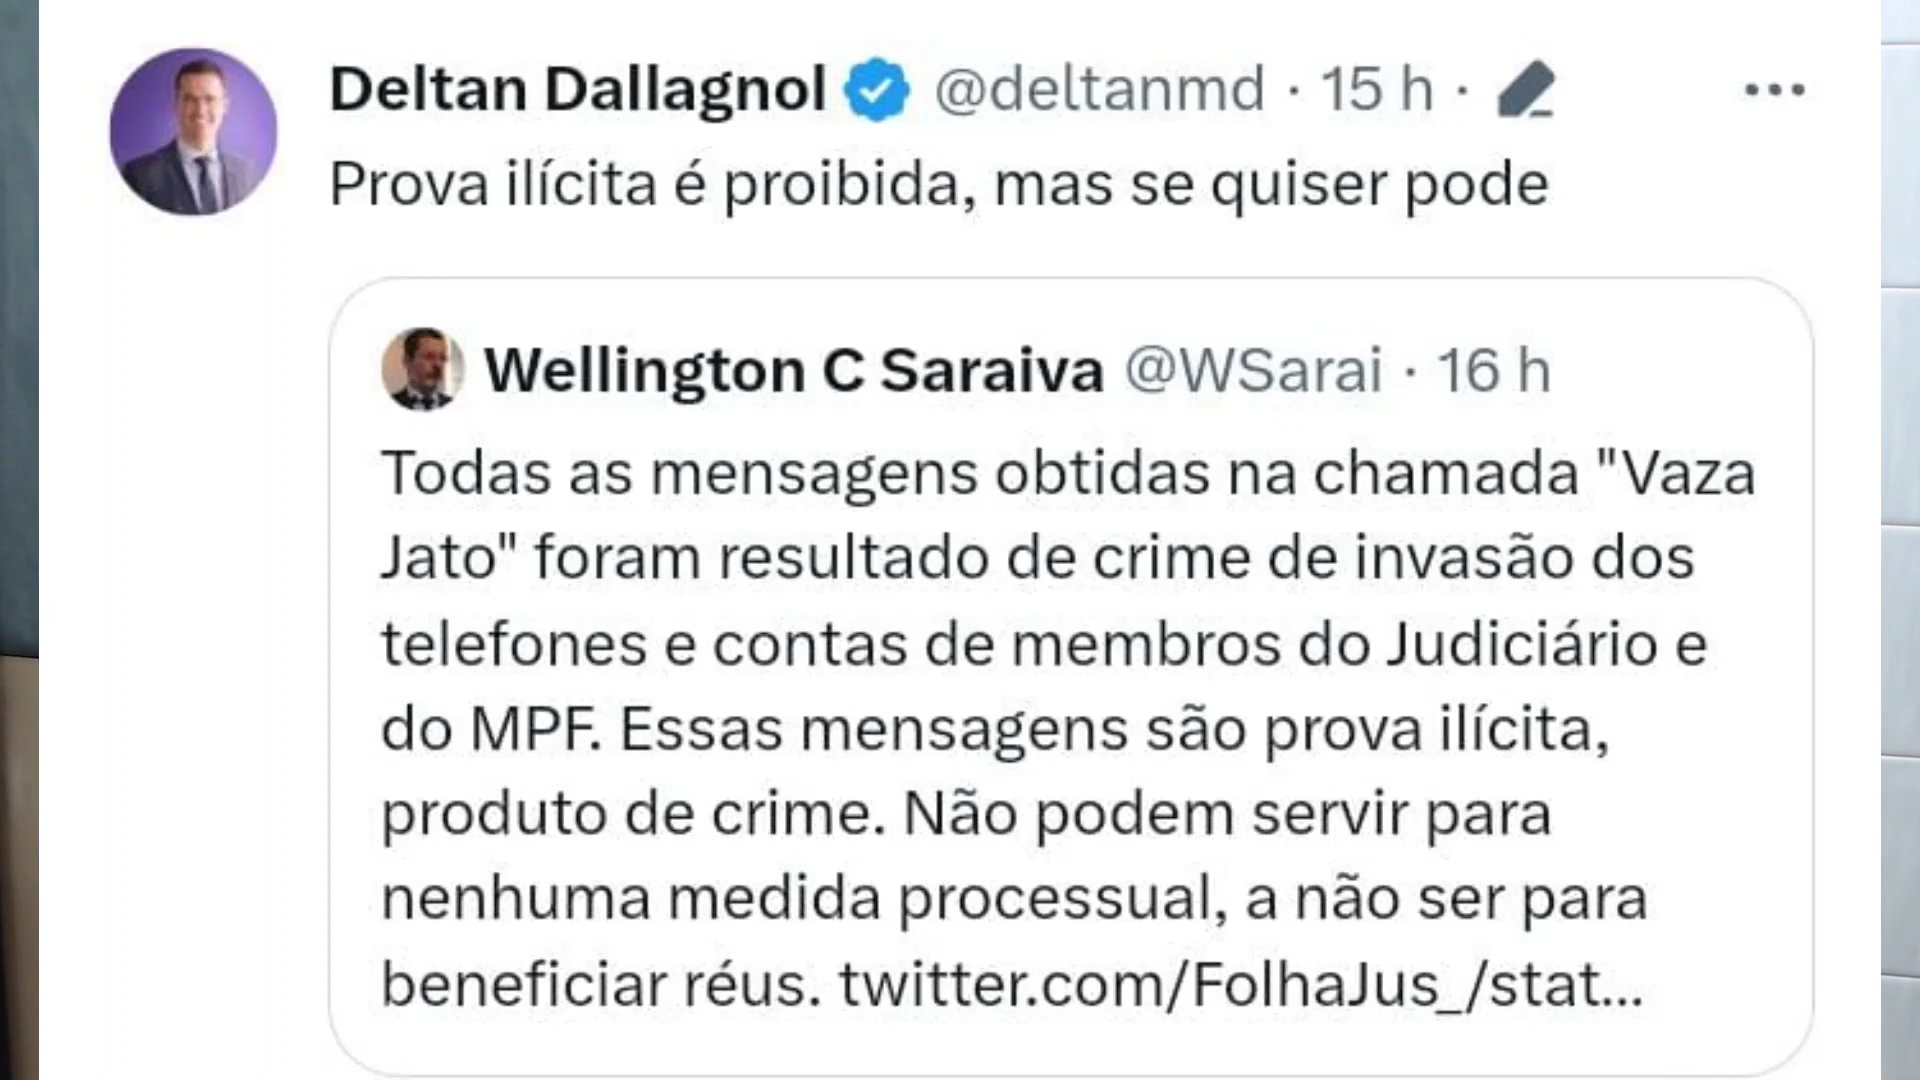 Deltan Dallagnol @deltanmd · 15 h ·
Prova ilícita é proibida, mas se quiser pode
Wellington C Saraiva @WSarai · 16 h
Todas as mensagens obtidas na chamada "Vaza
Jato" foram resultado de crime de invasão dos
telefones e contas de membros do Judiciário e
do MPF. Essas mensagens são prova ilícita,
produto de crime. Não podem servir para
nenhuma medida processual, a não ser para
beneficiar réus. twitter.com/FolhaJus_/stat...